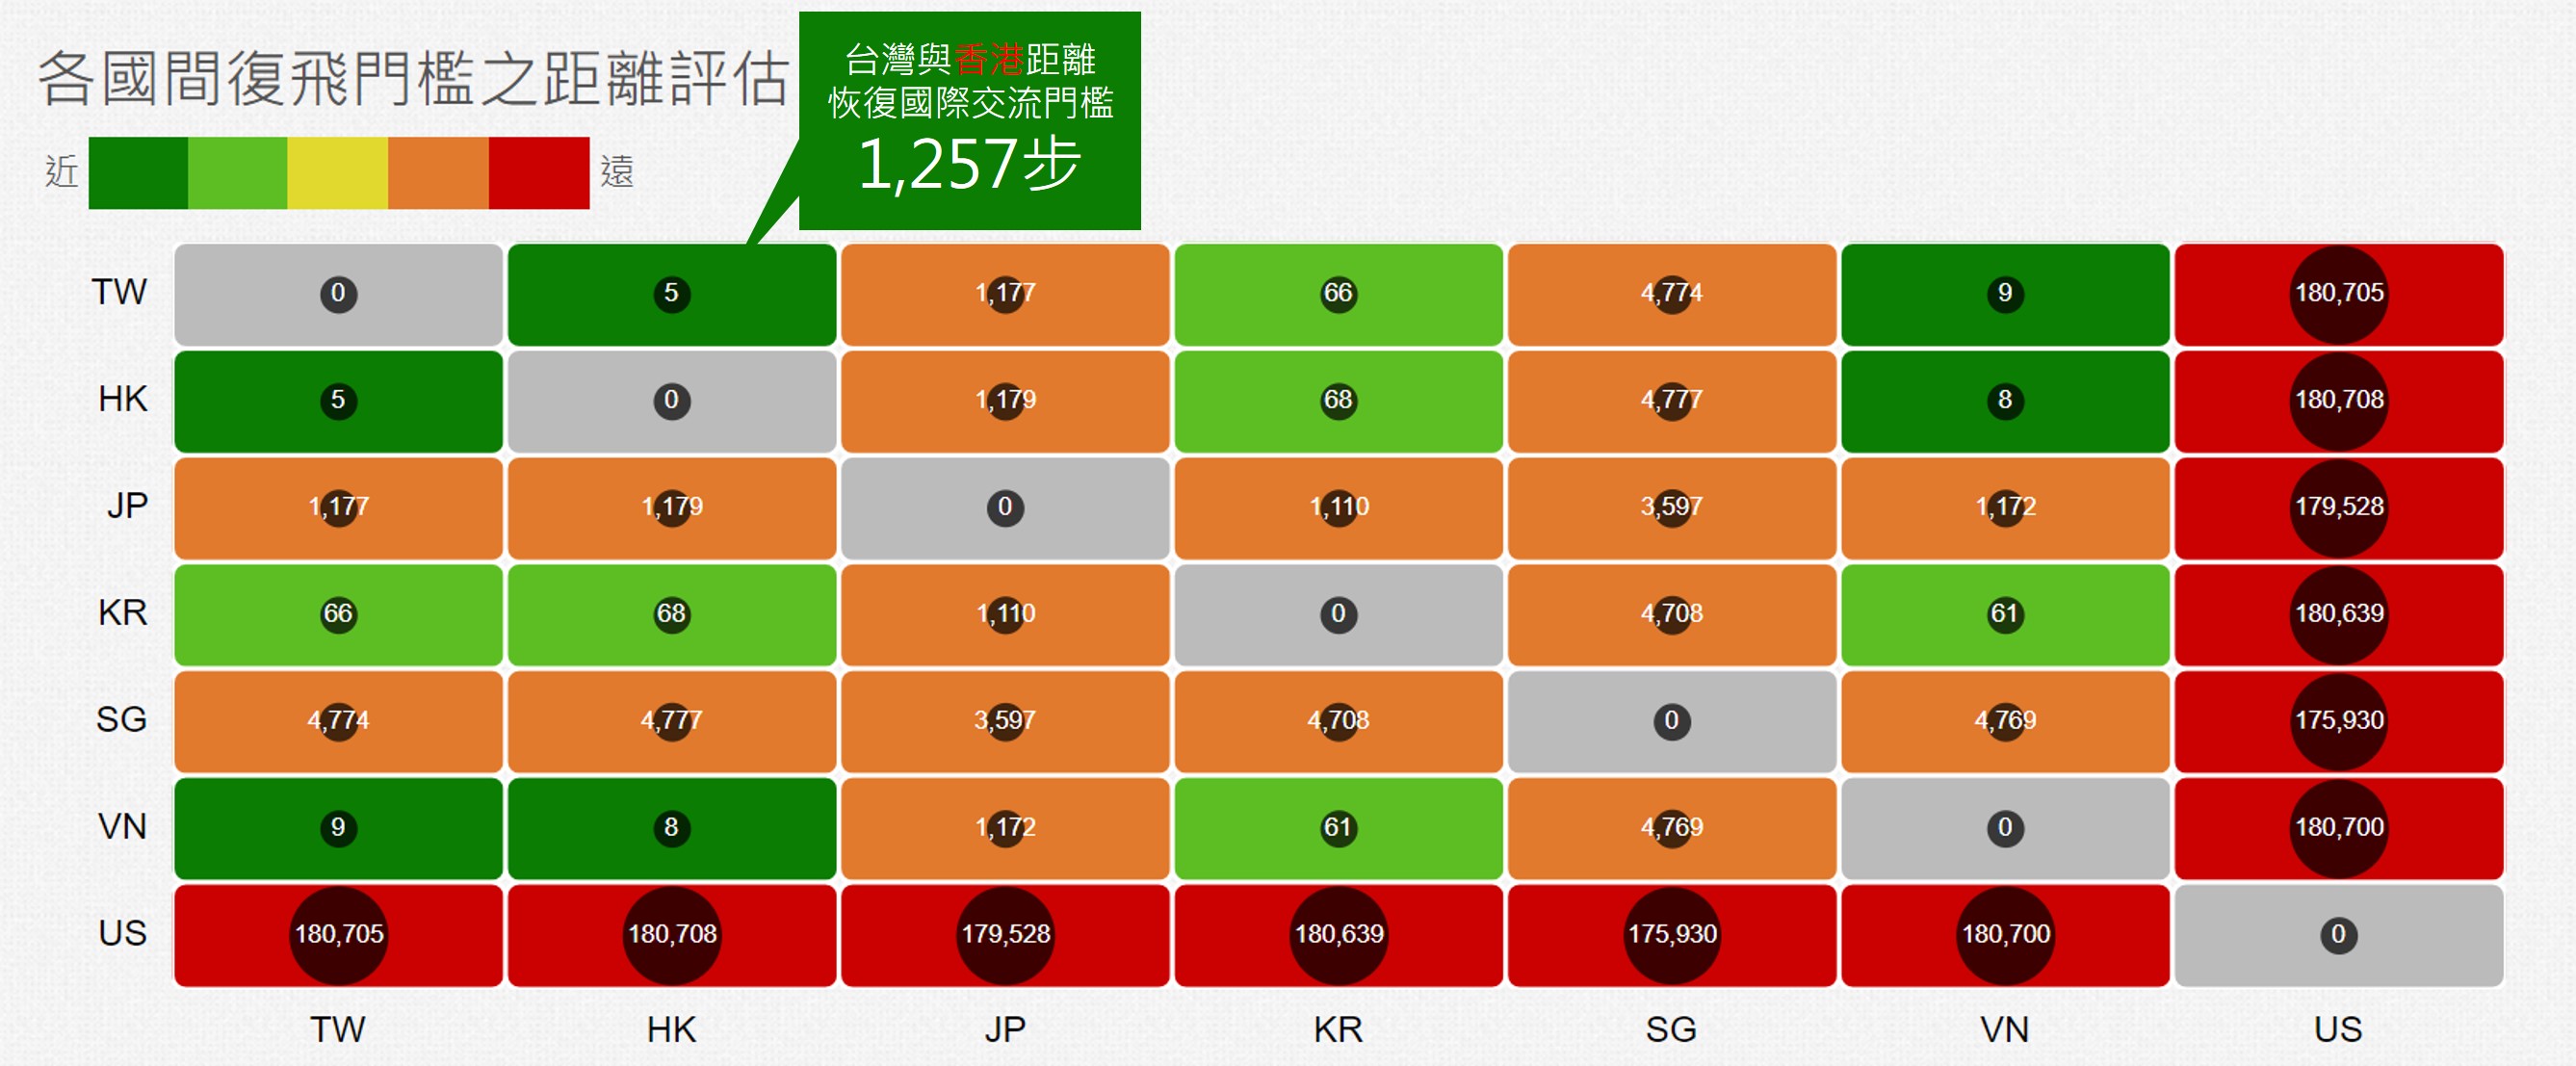 各國間復飛門檻之距離評估
台灣與香港距離
恢復國際交流門檻
1,257步
近 遠
TW 0 5 1,177 66 4,774 9 180,705
HK 5 0 1,179 68 4,777 8 180,708
JP 1,177 1,179 0 1,110 3,597 1,172 179,528
KR 66 68 1,110 0 4,708 61 180,639
SG 4,774 4,777 3,597 4,708 0 4,769 175,930
VN 9 8 1,172 61 4,769 0 180,700
US 180,705 180,708 179,528 180,639 175,930 180,700 0
TW HK JP KR SG VN US